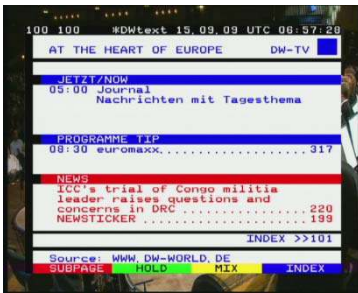 100 100 *DWtext 15.09.09 UTC 06:57:20
AT THE HEART OF EUROPE DW-TV
JETZT/NOW
05:00 Journal
Nachrichten mit Tagesthema
PROGRAMME TIP
08:30 euromaxx.....................317
NEWS
ICC's trial of Congo militia
leader raises questions and
concerns in DRC ................220
NEWSTICKER .....................199
INDEX >>101
Source: WWW. DW-WORLD. DE
SUBPAGE HOLD MIX INDEX